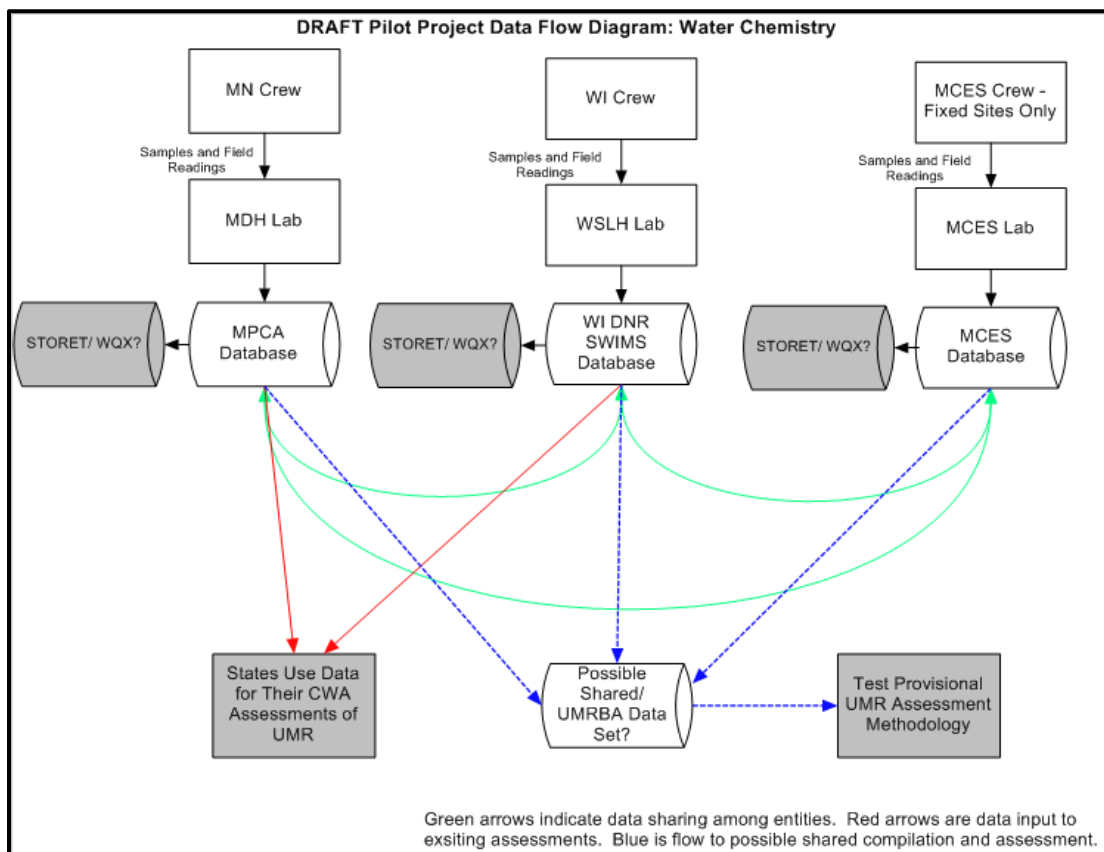 DRAFT Pilot Project Data Flow Diagram: Water Chemistry
MN Crew
WI Crew
MCES Crew -
Fixed Sites Only
Samples and Field
Readings
Samples and Field
Readings
Samples and Field
Readings
MDH Lab
WSLH Lab
MCES Lab
STORET/ WQX?
MPCA
Database
STORET/ WQX?
WI DNR
SWIMS
Database
STORET/ WQX?
MCES
Database
States Use Data
for Their CWA
Assessments of
UMR
Possible
Shared/
UMRBA Data
Set?
Test Provisional
UMR Assessment
Methodology
Green arrows indicate data sharing among entities.  Red arrows are data input to
exsiting assessments.  Blue is flow to possible shared compilation and assessment.